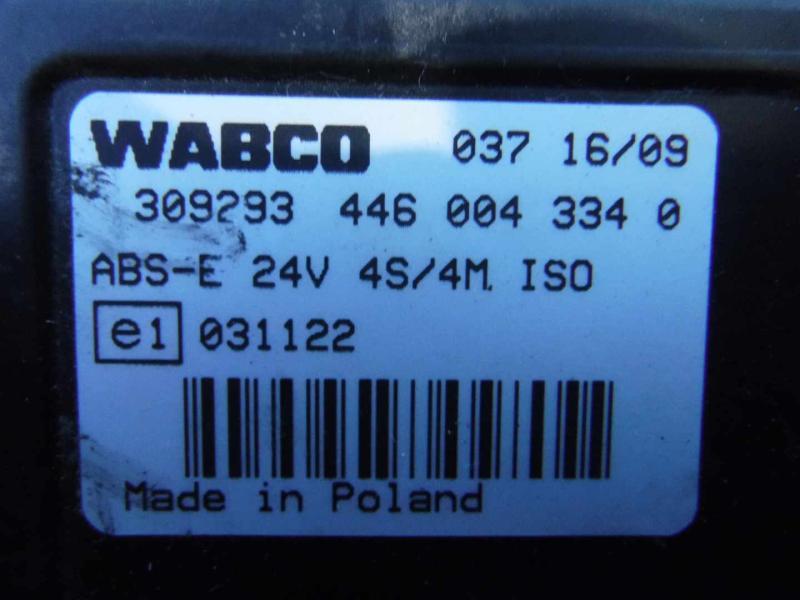 WABCO 037 16/09
309293 446 004 334 0
ABS-E 24V 4S/4M. ISO
e1 031122
Made in Poland